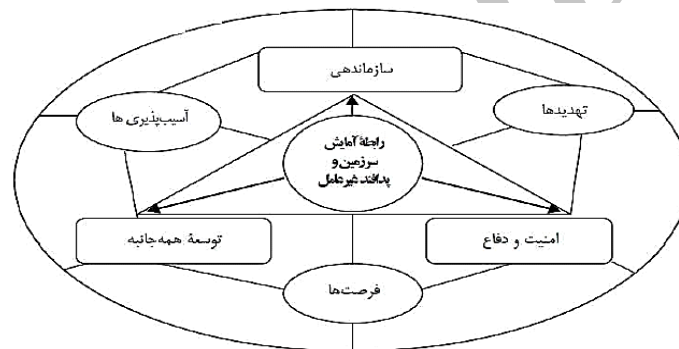 سازماندهی
تهدیدها
آسیب‌پذیری ها
رابطهٔ آمایش
سرزمین و
پدافند غیرعامل
امنیت و دفاع
توسعهٔ همه‌جانبه
فرصت‌ها